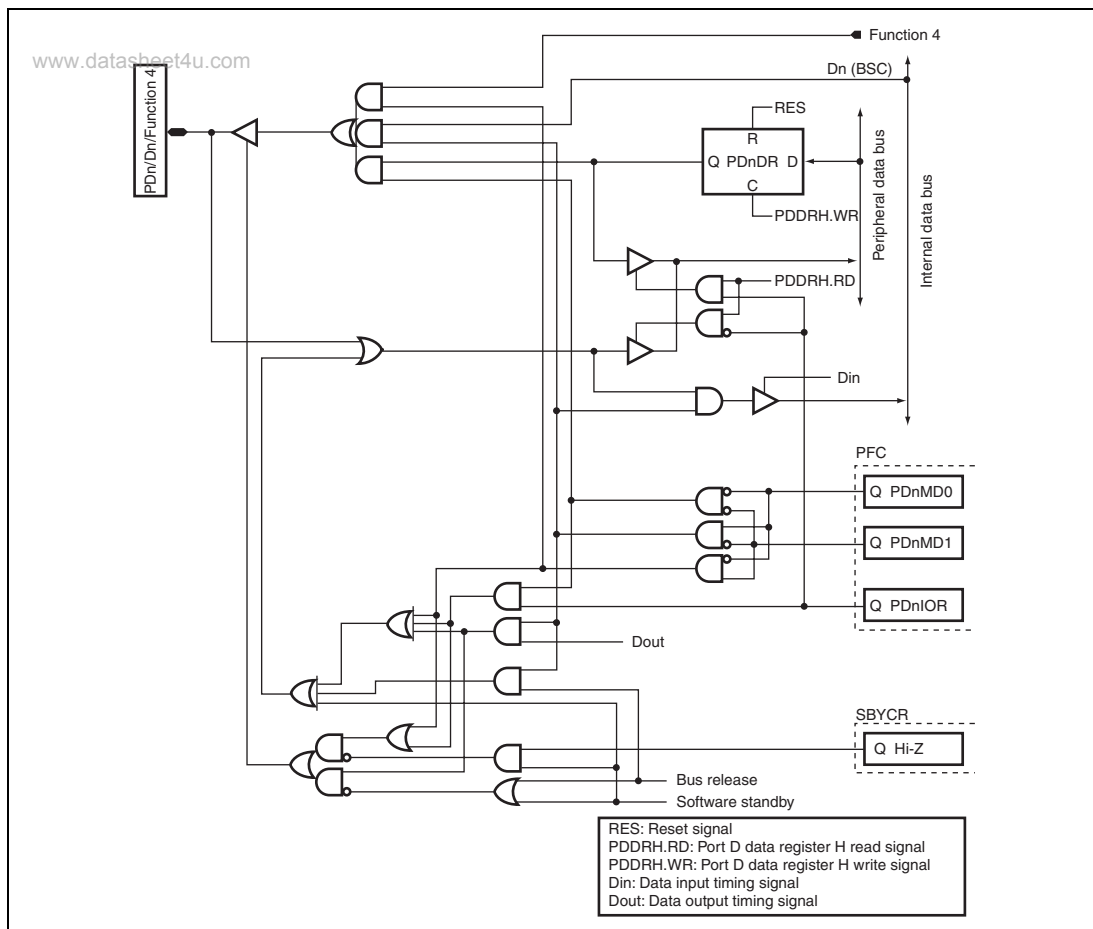 www.datasheet4u.com
Function 4
Dn (BSC)
PDn/Dn/Function 4
RES
R
Q PDnDR D
C
PDDRH.WR
Peripheral data bus
Internal data bus
PDDRH.RD
Din
PFC
Q PDnMD0
Q PDnMD1
Q PDnIOR
Dout
SBYCR
Q Hi-Z
Bus release
Software standby
RES: Reset signal
PDDRH.RD: Port D data register H read signal
PDDRH.WR: Port D data register H write signal
Din: Data input timing signal
Dout: Data output timing signal